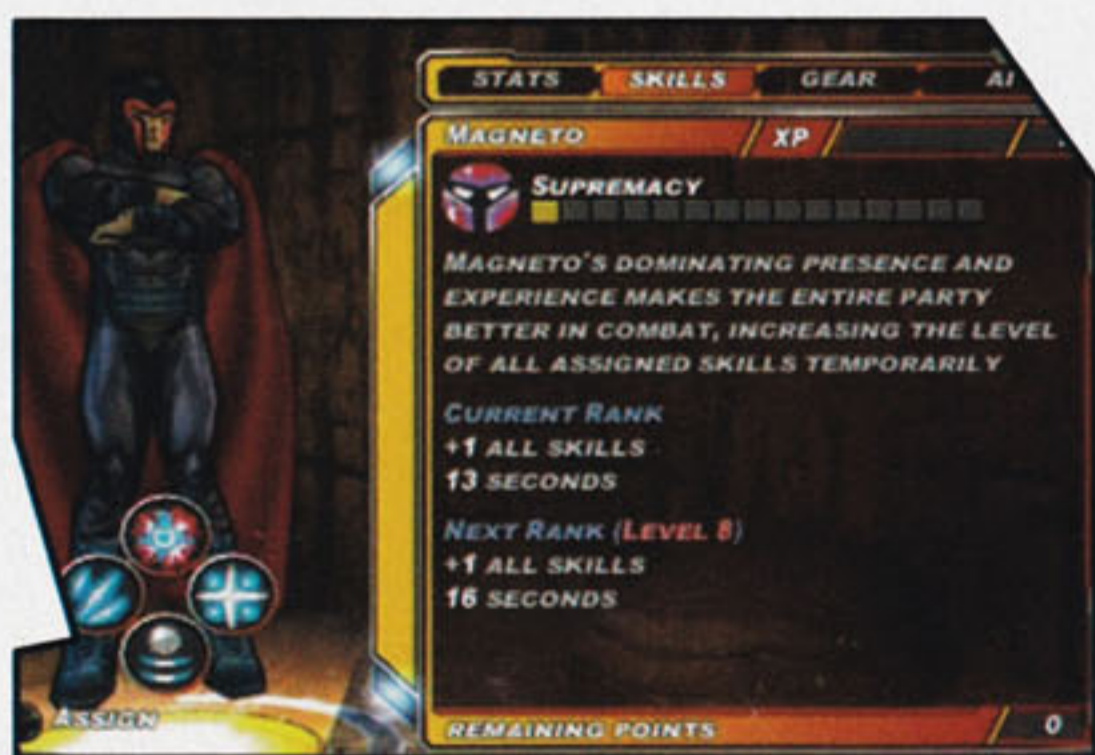 STATS SKILLS GEAR AI
MAGNETO XP
SUPREMACY
MAGNETO'S DOMINATING PRESENCE AND
EXPERIENCE MAKES THE ENTIRE PARTY
BETTER IN COMBAT, INCREASING THE LEVEL
OF ALL ASSIGNED SKILLS TEMPORARILY
CURRENT RANK
+1 ALL SKILLS
13 SECONDS
NEXT RANK (LEVEL 8)
+1 ALL SKILLS
16 SECONDS
ASSIGN
REMAINING POINTS 0